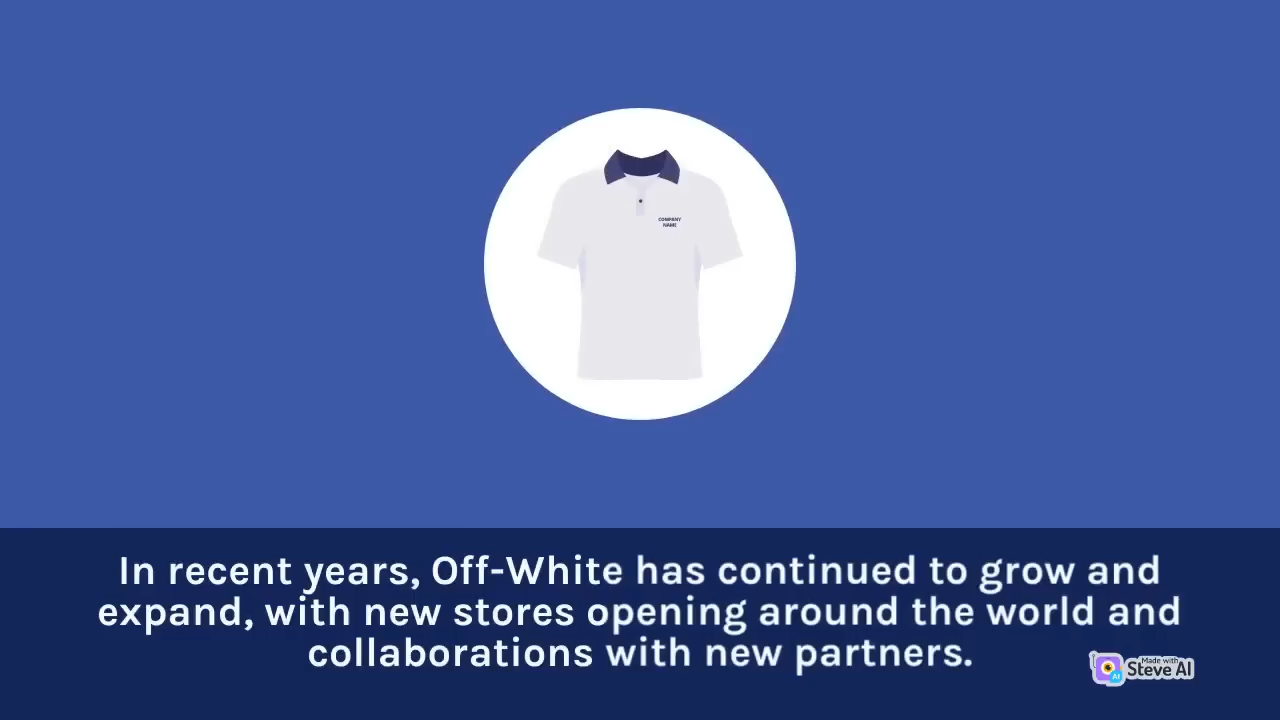 COMPANY
NAME
In recent years, Off-White has continued to grow and
expand, with new stores opening around the world and
collaborations with new partners.
Made with
Steve AI
AI